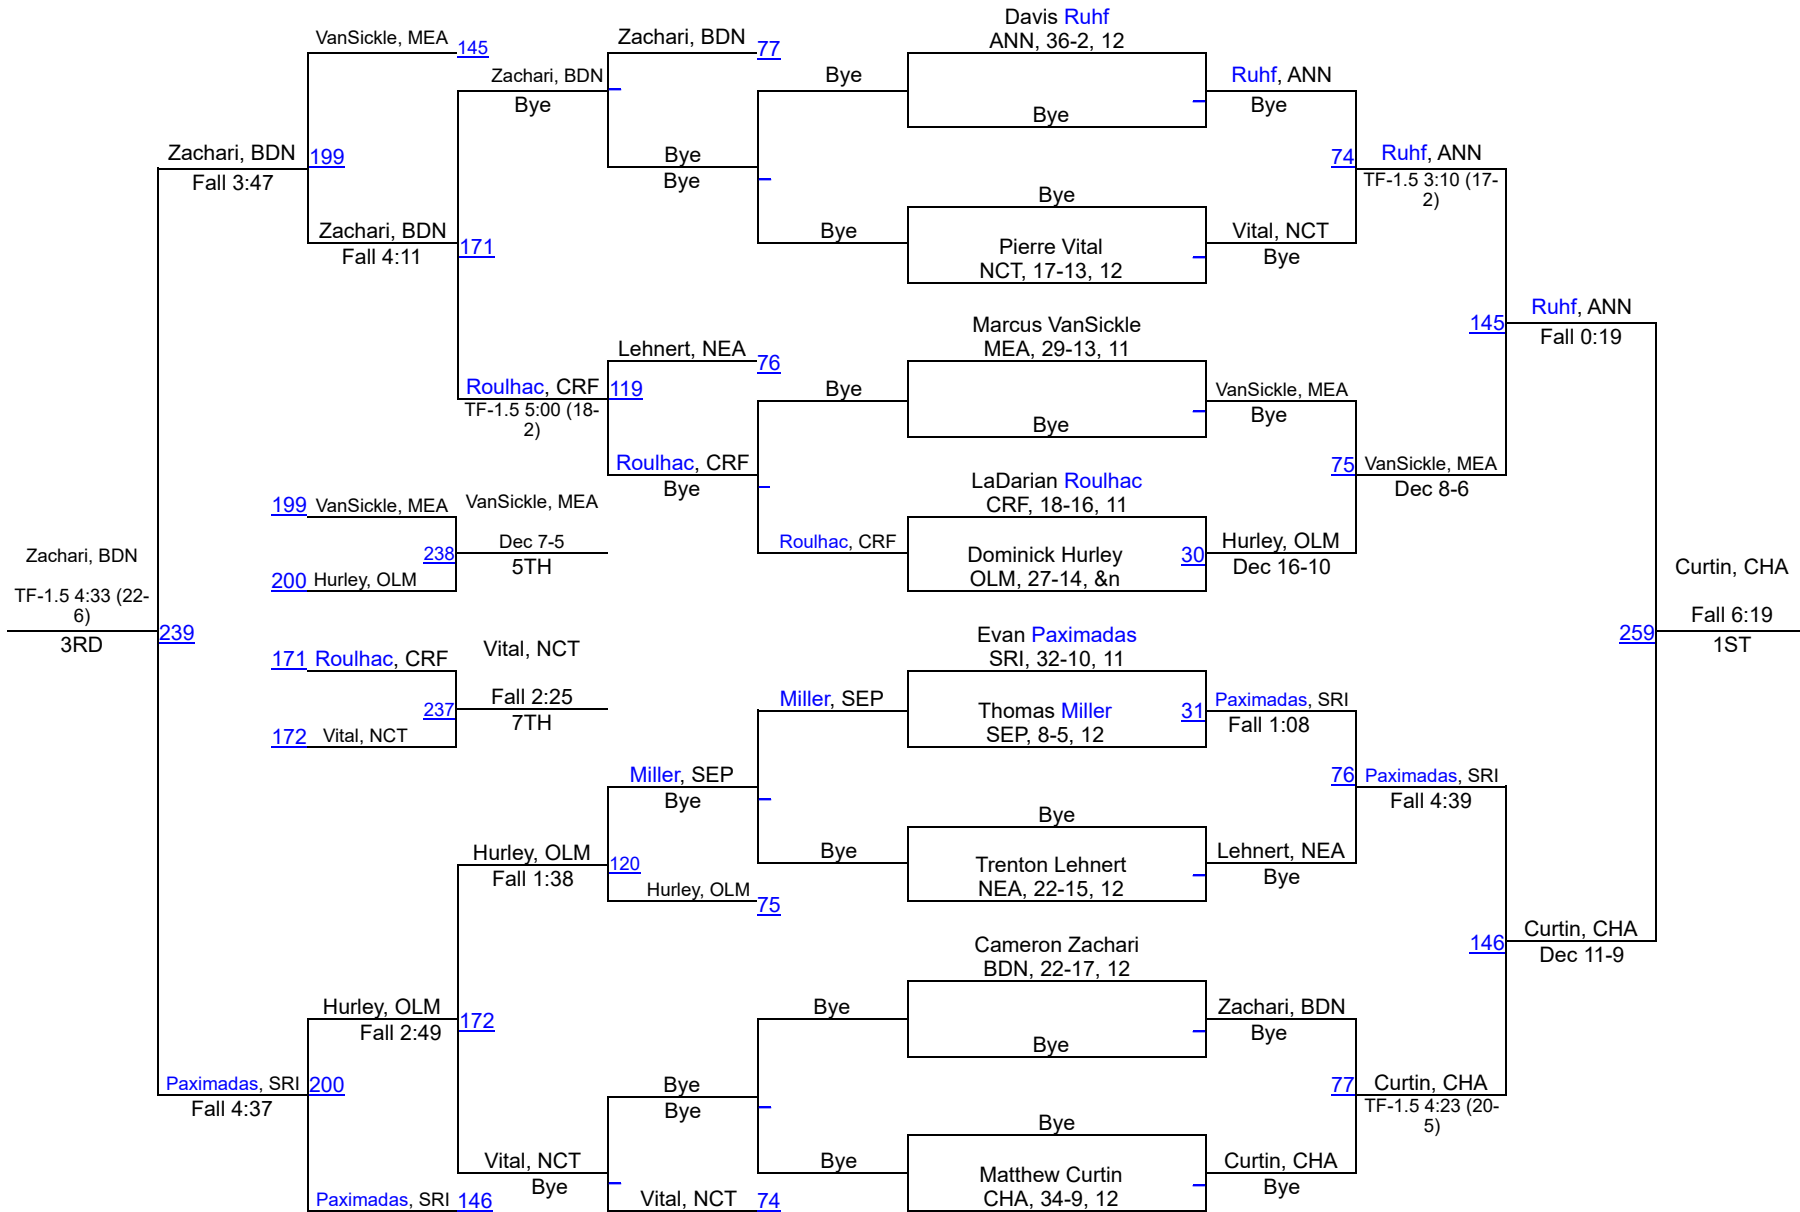 Davis Ruhf
ANN, 36-2, 12
VanSickle, MEA 145
Zachari, BDN 77
Zachari, BDN
Bye
Bye
Bye
Ruhf, ANN
Bye
Zachari, BDN 199
Fall 3:47
Bye
Bye
74 Ruhf, ANN
TF-1.5 3:10 (17-
2)
Bye
Zachari, BDN 171
Fall 4:11
Bye
Pierre Vital
NCT, 17-13, 12
Vital, NCT
Bye
Ruhf, ANN
145
Fall 0:19
Marcus VanSickle
MEA, 29-13, 11
Lehnert, NEA 76
Roulhac, CRF 119
TF-1.5 5:00 (18-
2)
Bye
Bye
VanSickle, MEA
Bye
Roulhac, CRF
Bye
75 VanSickle, MEA
Dec 8-6
LaDarian Roulhac
CRF, 18-16, 11
199 VanSickle, MEA
VanSickle, MEA
238
Dec 7-5
5TH
200 Hurley, OLM
Roulhac, CRF
Dominick Hurley
OLM, 27-14, &n
30 Hurley, OLM
Dec 16-10
Zachari, BDN
TF-1.5 4:33 (22-
6)
239
3RD
Curtin, CHA
Fall 6:19
259
1ST
Evan Paximadas
SRI, 32-10, 11
171 Roulhac, CRF
Vital, NCT
237
Fall 2:25
7TH
172 Vital, NCT
Miller, SEP
Thomas Miller
SEP, 8-5, 12
31 Paximadas, SRI
Fall 1:08
Miller, SEP
Bye
76 Paximadas, SRI
Fall 4:39
Bye
Hurley, OLM 120
Fall 1:38
Bye
Trenton Lehnert
NEA, 22-15, 12
Lehnert, NEA
Bye
Hurley, OLM 75
Curtin, CHA
146
Dec 11-9
Cameron Zachari
BDN, 22-17, 12
Hurley, OLM 172
Fall 2:49
Bye
Bye
Zachari, BDN
Bye
Paximadas, SRI 200
Fall 4:37
Bye
Bye
77 Curtin, CHA
TF-1.5 4:23 (20-
5)
Bye
Vital, NCT
Bye
Bye
Matthew Curtin
CHA, 34-9, 12
Curtin, CHA
Bye
Paximadas, SRI 146
Vital, NCT 74